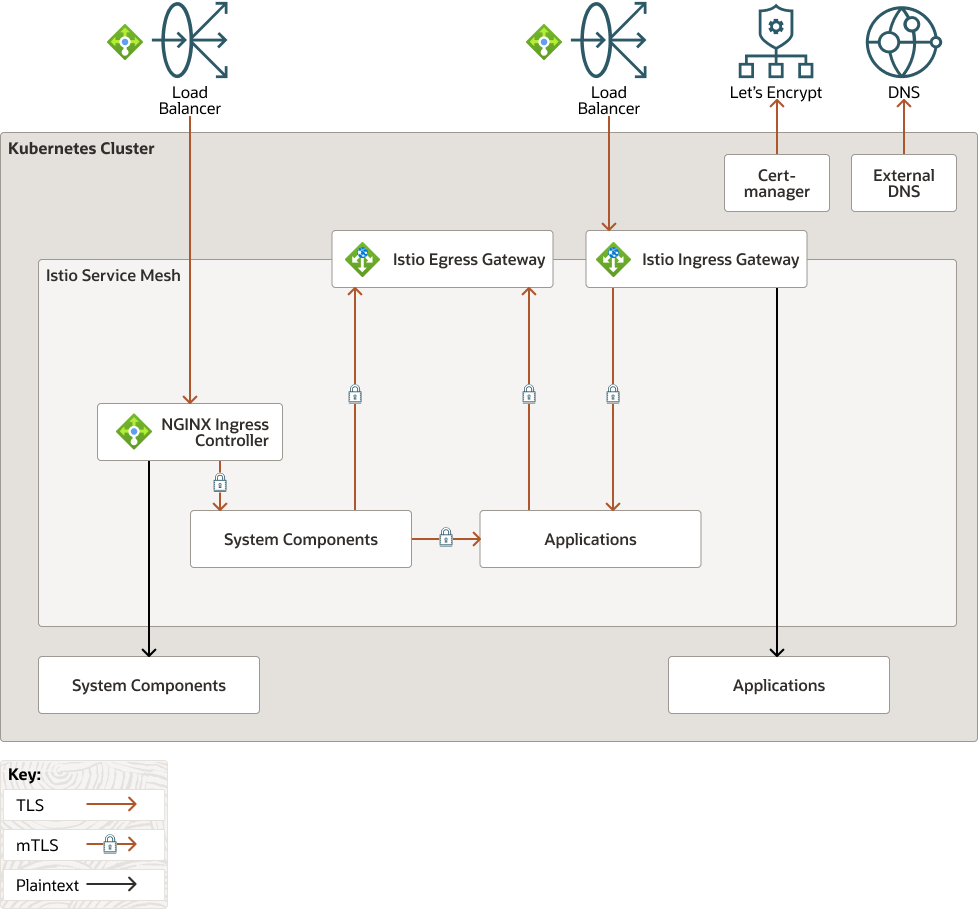 Load
Balancer
Load
Balancer
Let's Encrypt
DNS
Kubernetes Cluster
Cert-
manager
External
DNS
Istio Egress Gateway
Istio Ingress Gateway
Istio Service Mesh
NGINX Ingress
Controller
System Components
Applications
System Components
Applications
Key:
TLS
mTLS
Plaintext